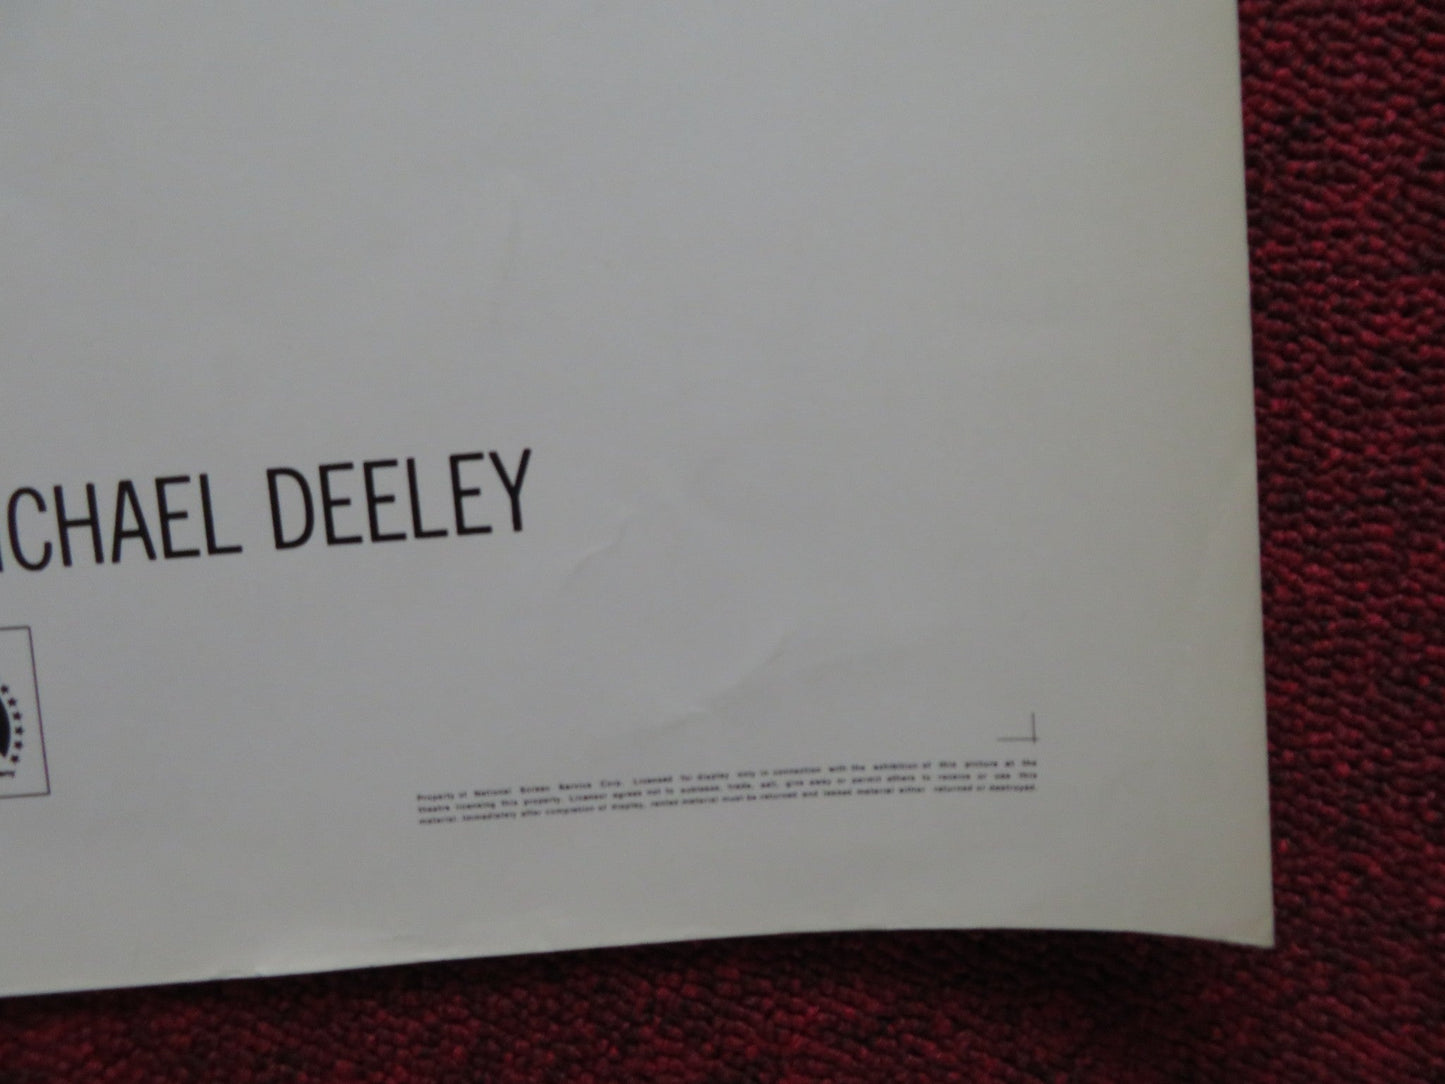 ICHAEL DEELEY
Property of National Screen Service Corp. Licensed for display only in connection with the exhibition of this picture at the
theatre licensing this property. Licensor agrees not to sublease, trade, sell, give away or permit others to receive or use this
material. Immediately after completion of display, rented material must be returned and leased material either returned or destroyed.